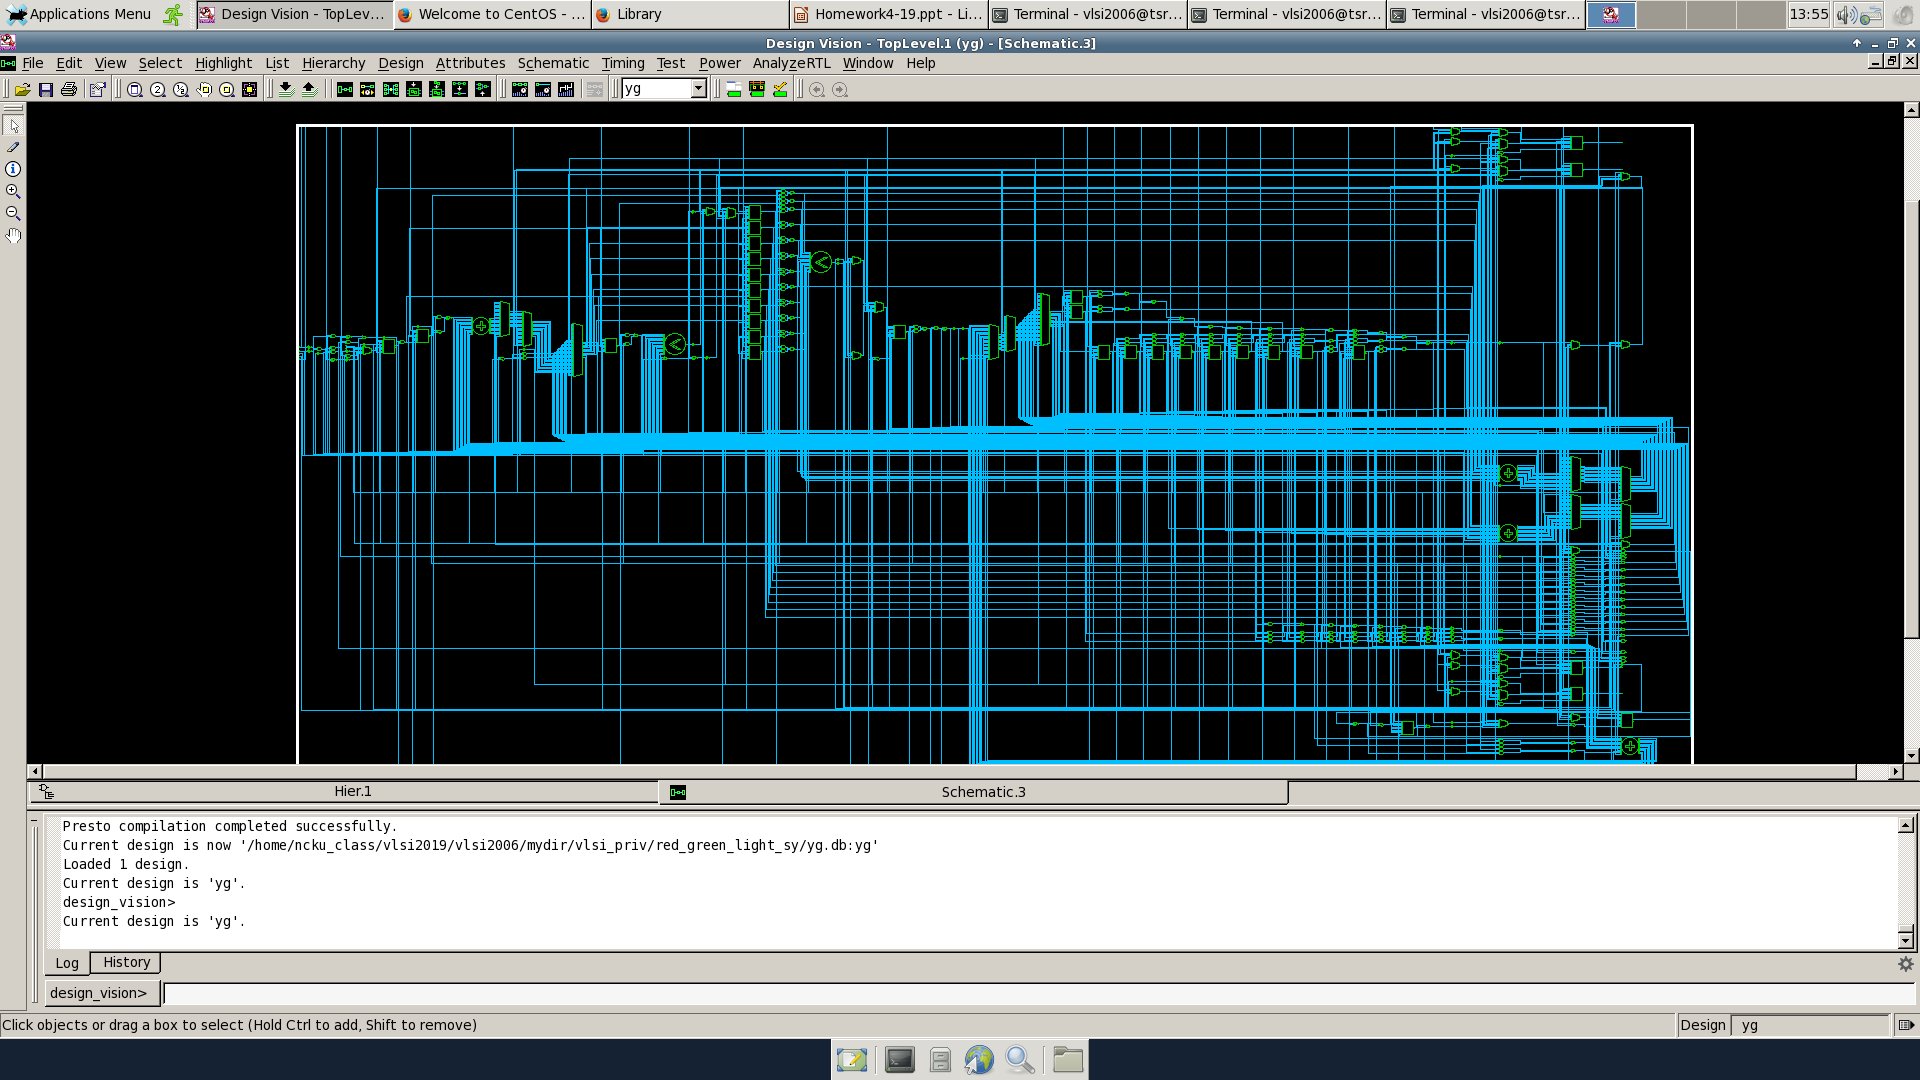 Applications Menu
Design Vision - TopLev...
Welcome to CentOS - ...
Library
Homework4-19.ppt - Li...
Terminal - vlsi2006@tsr...
Terminal - vlsi2006@tsr...
Terminal - vlsi2006@tsr...
13:55
Design Vision - TopLevel.1 (yg) - [Schematic.3]
File Edit View Select Highlight List Hierarchy Design Attributes Schematic Timing Test Power AnalyzeRTL Window Help
yg
Hier.1
Schematic.3
Presto compilation completed successfully.
Current design is now '/home/ncku_class/vlsi2019/vlsi2006/mydir/vlsi_priv/red_green_light_sy/yg.db:yg'
Loaded 1 design.
Current design is 'yg'.
design_vision>
Current design is 'yg'.
Log History
design_vision>
Click objects or drag a box to select (Hold Ctrl to add, Shift to remove)
Design yg